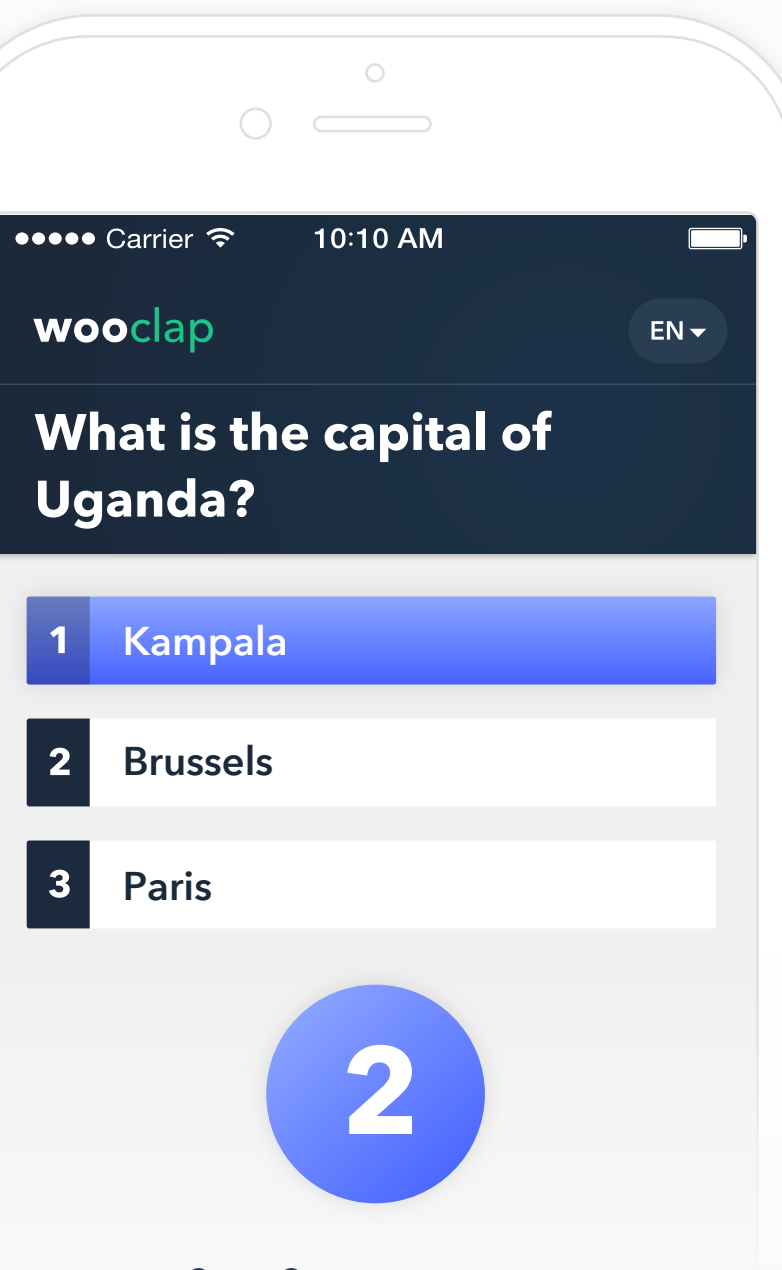 Carrier 10:10 AM
wooclap EN
What is the capital of
Uganda?
1 Kampala
2 Brussels
3 Paris
2